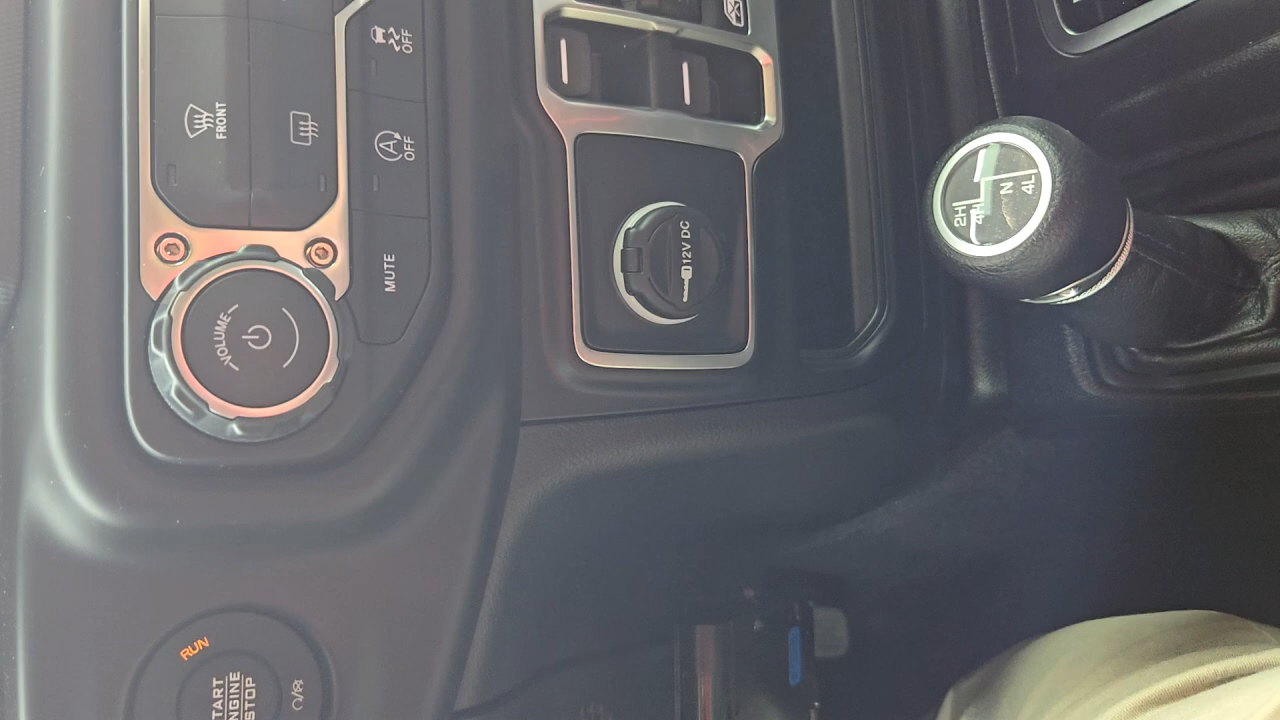 OFF
FRONT
OFF
MUTE
VOLUME
12V DC
2H
4H
N
4L
RUN
START
ENGINE
STOP